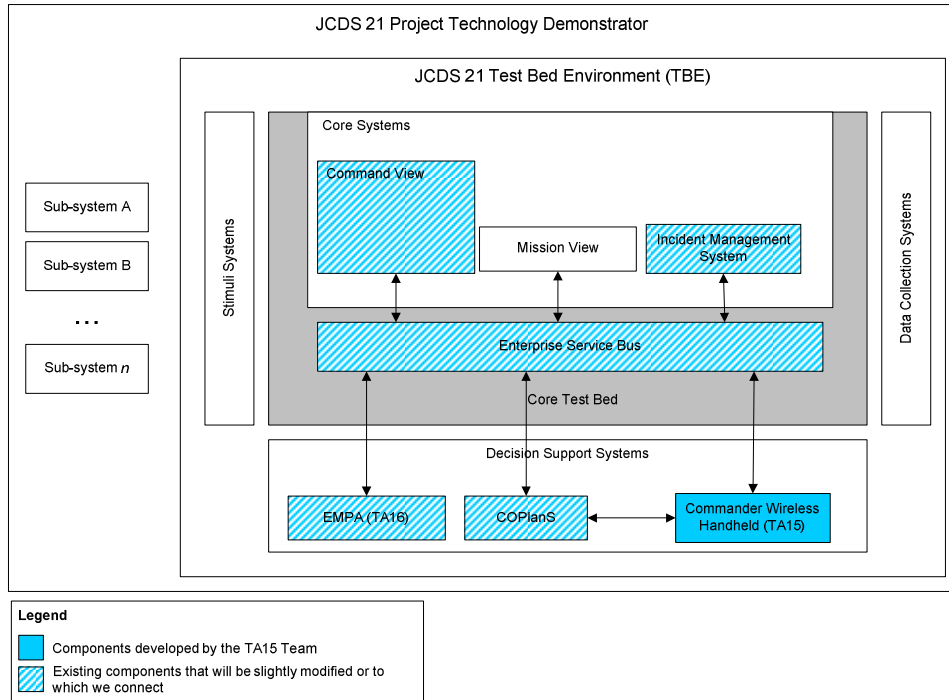 JCDS 21 Project Technology Demonstrator
JCDS 21 Test Bed Environment (TBE)
Sub-system A
Sub-system B
...
Sub-system n
Stimuli Systems
Core Systems
Command View
Mission View
Incident Management
System
Enterprise Service Bus
Core Test Bed
Data Collection Systems
Decision Support Systems
EMPA (TA16)
COPlanS
Commander Wireless
Handheld (TA15)
Legend
Components developed by the TA15 Team
Existing components that will be slightly modified or to
which we connect